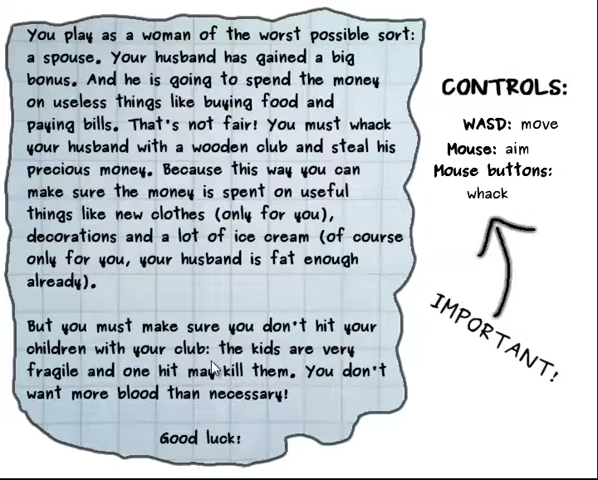 You play as a woman of the worst possible sort:
a spouse. Your husband has gained a big
bonus. And he is going to spend the money
on useless things like buying food and
paying bills. That's not fair! You must whack
your husband with a wooden club and steal his
precious money. Because this way you can
make sure the money is spent on useful
things like new clothes (only for you),
decorations and a lot of ice cream (of course
only for you, your husband is fat enough
already).
But you must make sure you don't hit your
children with your club: the kids are very
fragile and one hit may kill them. You don't
want more blood than necessary!
Good luck!
CONTROLS:
WASD: move
Mouse: aim
Mouse buttons:
whack
IMPORTANT!